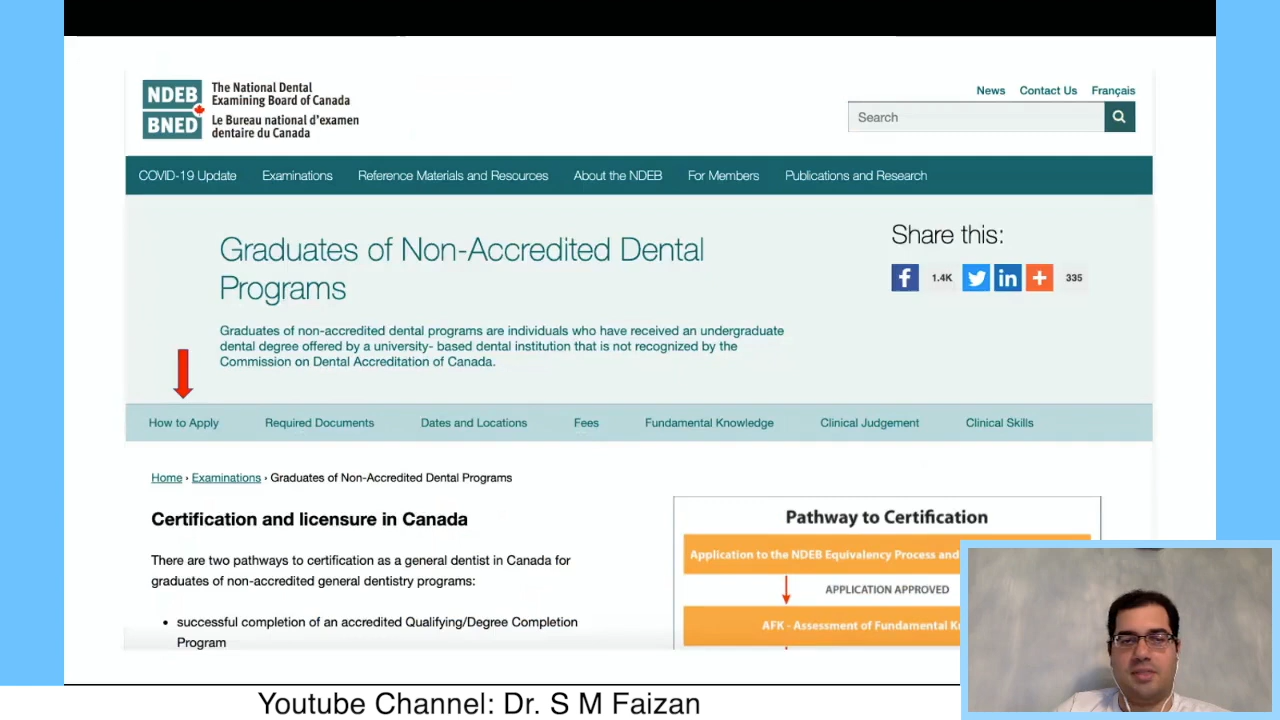 NDEB
BNED
The National Dental
Examining Board of Canada
Le Bureau national d'examen
dentaire du Canada
News Contact Us Français
Search
COVID-19 Update Examinations Reference Materials and Resources About the NDEB For Members Publications and Research
Graduates of Non-Accredited Dental
Programs
Share this:
f 1.4K in + 335
Graduates of non-accredited dental programs are individuals who have received an undergraduate
dental degree offered by a university- based dental institution that is not recognized by the
Commission on Dental Accreditation of Canada.
How to Apply Required Documents Dates and Locations Fees Fundamental Knowledge Clinical Judgement Clinical Skills
Home › Examinations › Graduates of Non-Accredited Dental Programs
Certification and licensure in Canada
There are two pathways to certification as a general dentist in Canada for
graduates of non-accredited general dentistry programs:
• successful completion of an accredited Qualifying/Degree Completion
Program
Pathway to Certification
Application to the NDEB Equivalency Process and
APPLICATION APPROVED
AFK - Assessment of Fundamental
Youtube Channel: Dr. S M Faizan